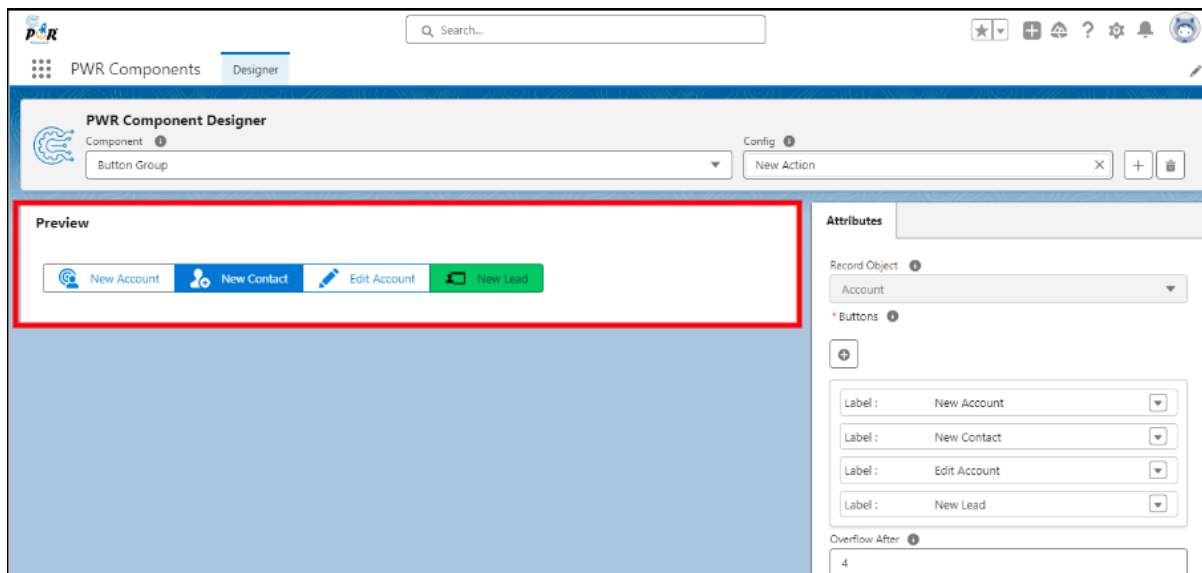 PWR
Search...
PWR Components
Designer
PWR Component Designer
Component
Config
Button Group
New Action
Preview
New Account
New Contact
Edit Account
New Lead
Attributes
Record Object
Account
* Buttons
Label : New Account
Label : New Contact
Label : Edit Account
Label : New Lead
Overflow After
4